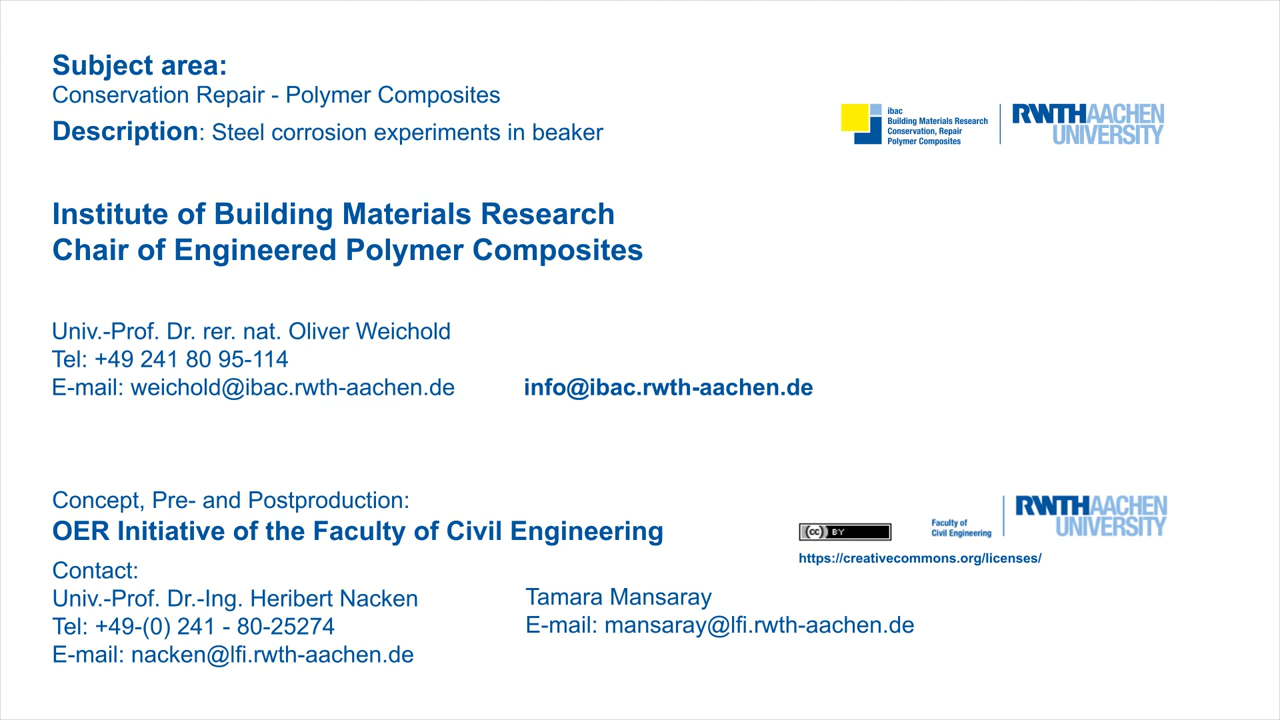 Subject area:
Conservation Repair - Polymer Composites
Description: Steel corrosion experiments in beaker
ibac
Building Materials Research
Conservation, Repair
Polymer Composites
RWTHAACHEN
UNIVERSITY
Institute of Building Materials Research
Chair of Engineered Polymer Composites
Univ.-Prof. Dr. rer. nat. Oliver Weichold
Tel: +49 241 80 95-114
E-mail: weichold@ibac.rwth-aachen.de
info@ibac.rwth-aachen.de
Concept, Pre- and Postproduction:
OER Initiative of the Faculty of Civil Engineering
Contact:
Univ.-Prof. Dr.-Ing. Heribert Nacken
Tel: +49-(0) 241 - 80-25274
E-mail: nacken@lfi.rwth-aachen.de
Tamara Mansaray
E-mail: mansaray@lfi.rwth-aachen.de
cc BY
https://creativecommons.org/licenses/
Faculty of
Civil Engineering
RWTHAACHEN
UNIVERSITY